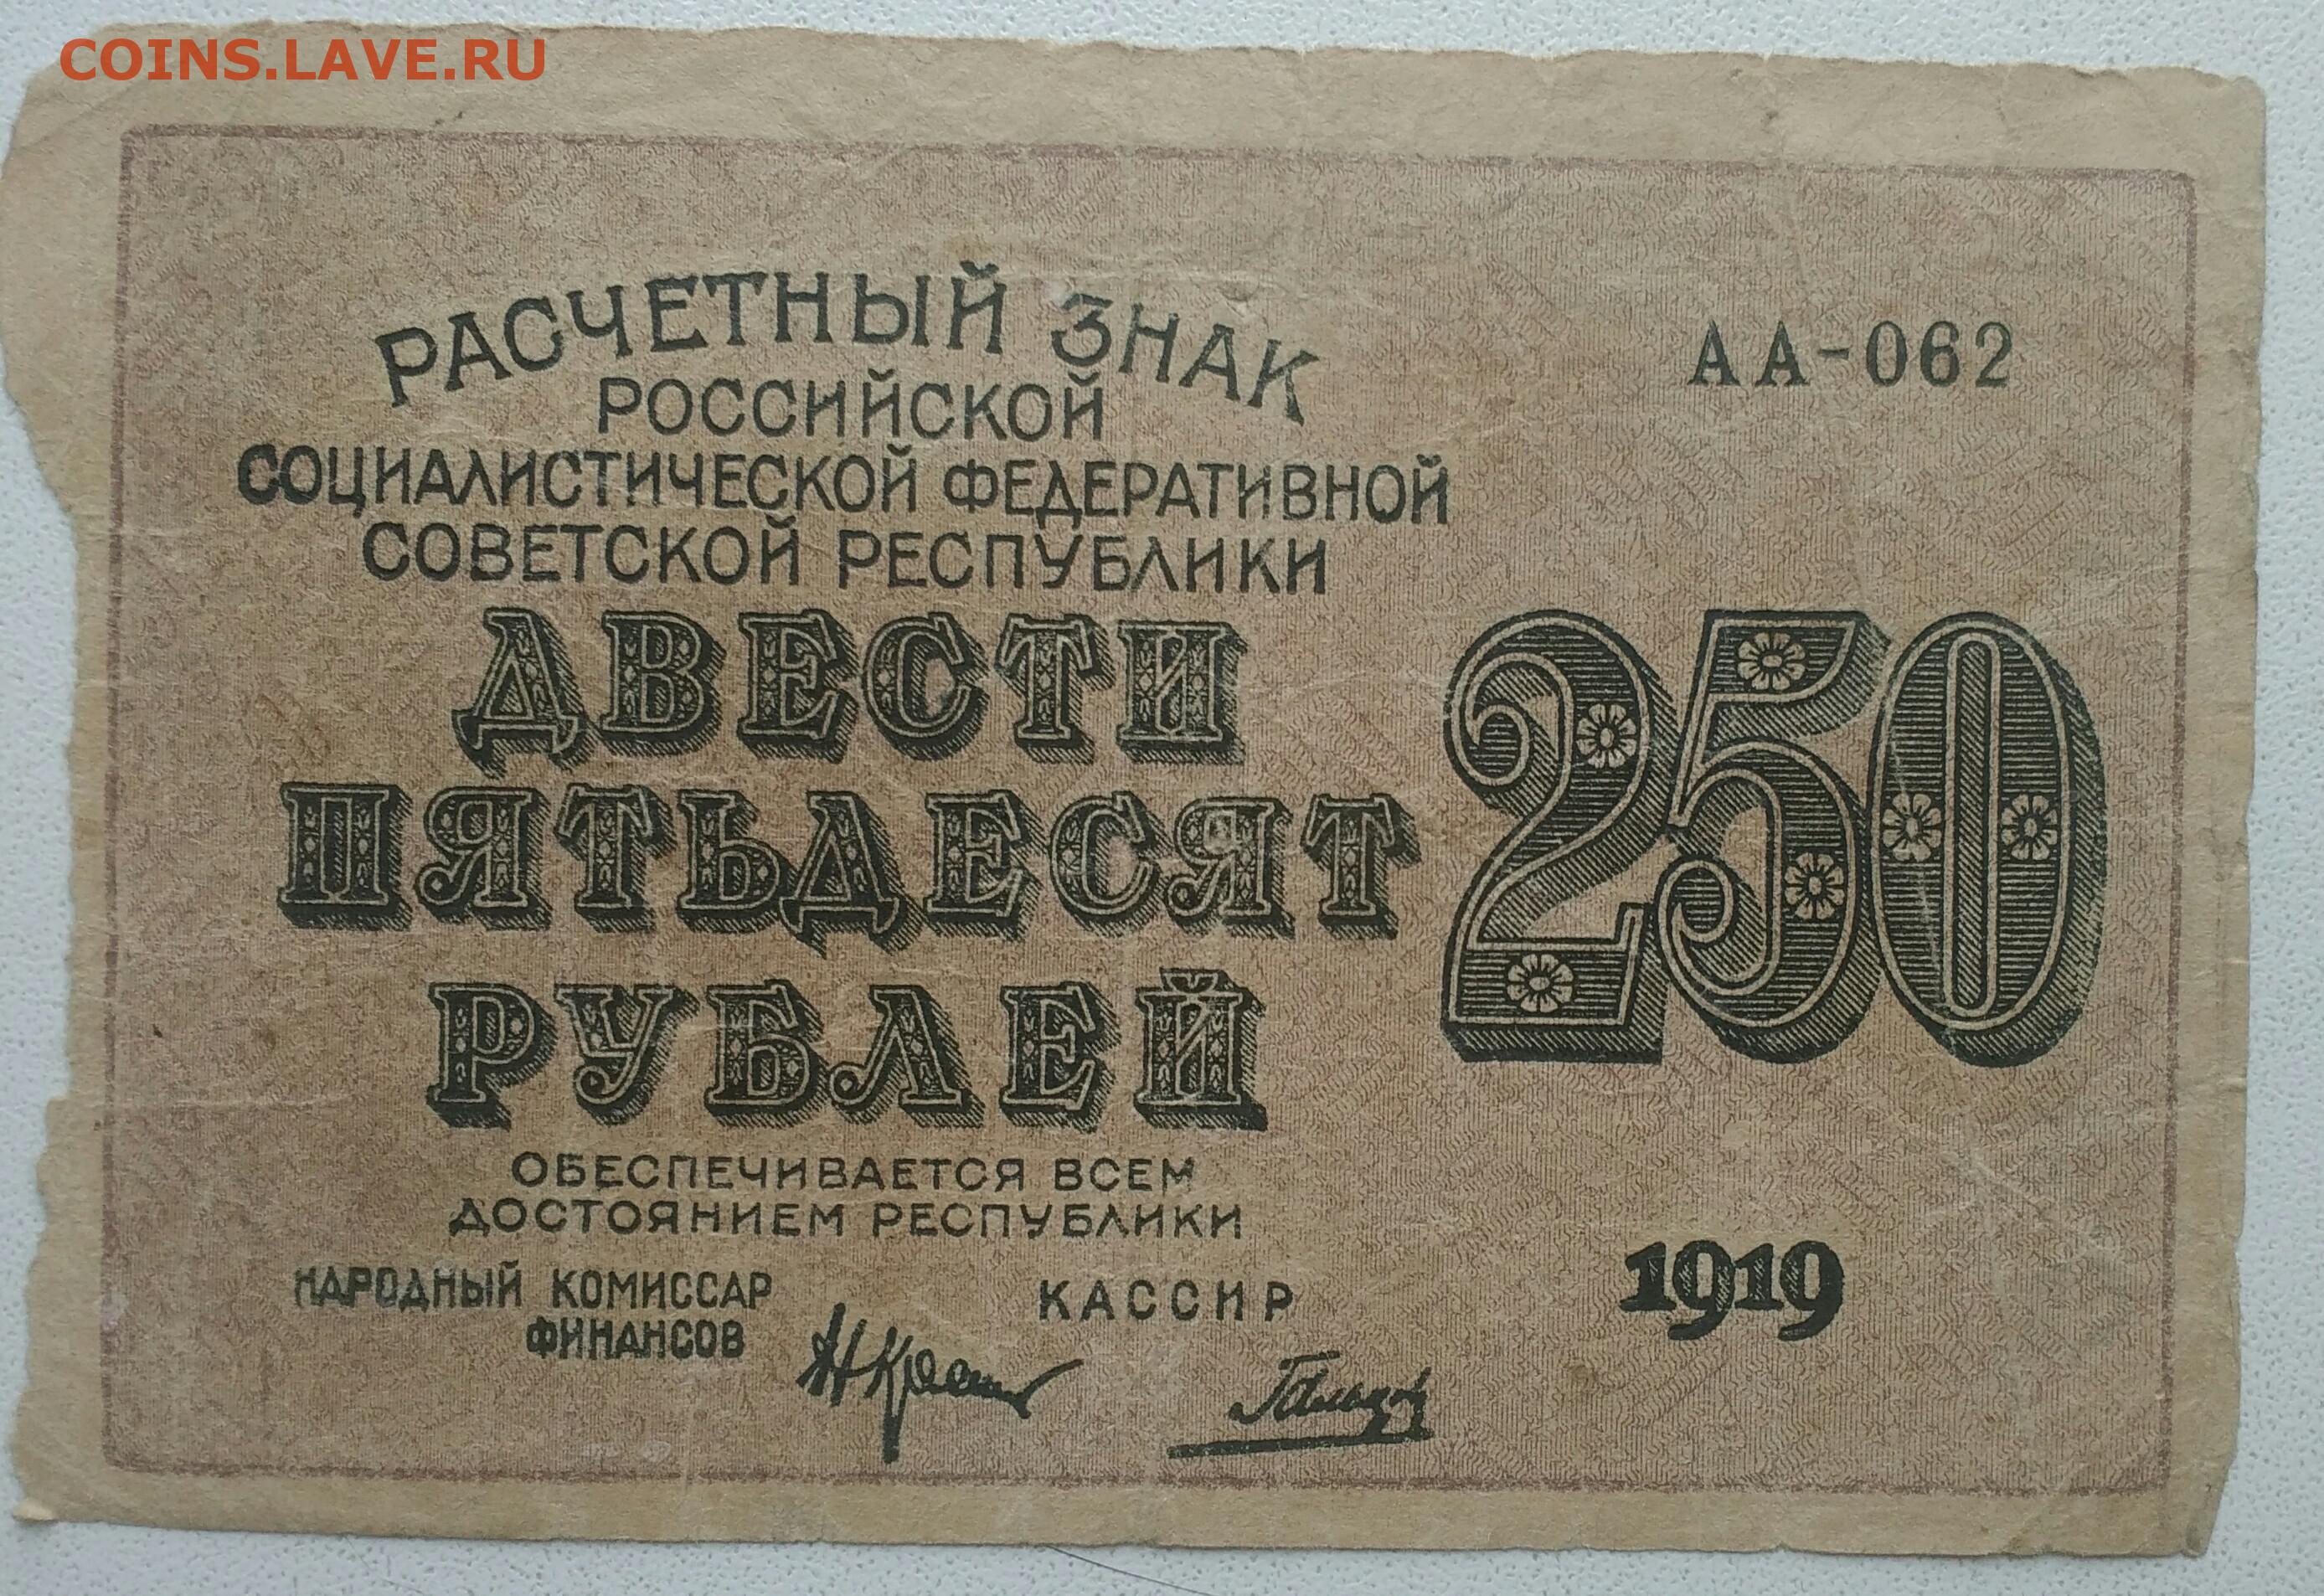 COINS.LAVE.RU
РАСЧЕТНЫЙ ЗНАК
РОССИЙСКОЙ
СОЦИАЛИСТИЧЕСКОЙ ФЕДЕРАТИВНОЙ
СОВЕТСКОЙ РЕСПУБЛИКИ
АА-062
ДВЕСТИ
ПЯТЬДЕСЯТ
РУБЛЕЙ
250
ОБЕСПЕЧИВАЕТСЯ ВСЕМ
ДОСТОЯНИЕМ РЕСПУБЛИКИ
НАРОДНЫЙ КОМИССАР
ФИНАНСОВ
КАССИР
1919